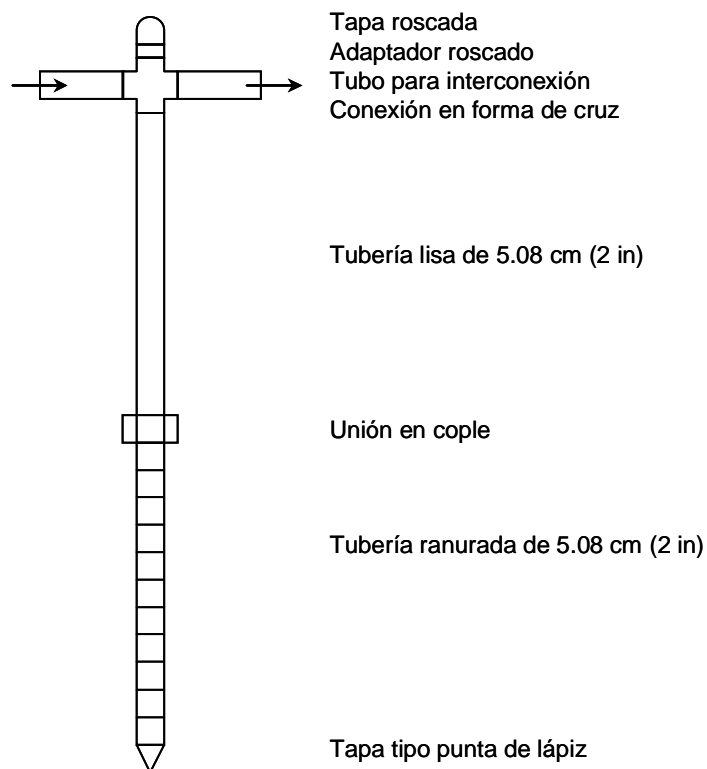 Tapa roscada
Adaptador roscado
Tubo para interconexión
Conexión en forma de cruz
Tubería lisa de 5.08 cm (2 in)
Unión en cople
Tubería ranurada de 5.08 cm (2 in)
Tapa tipo punta de lápiz